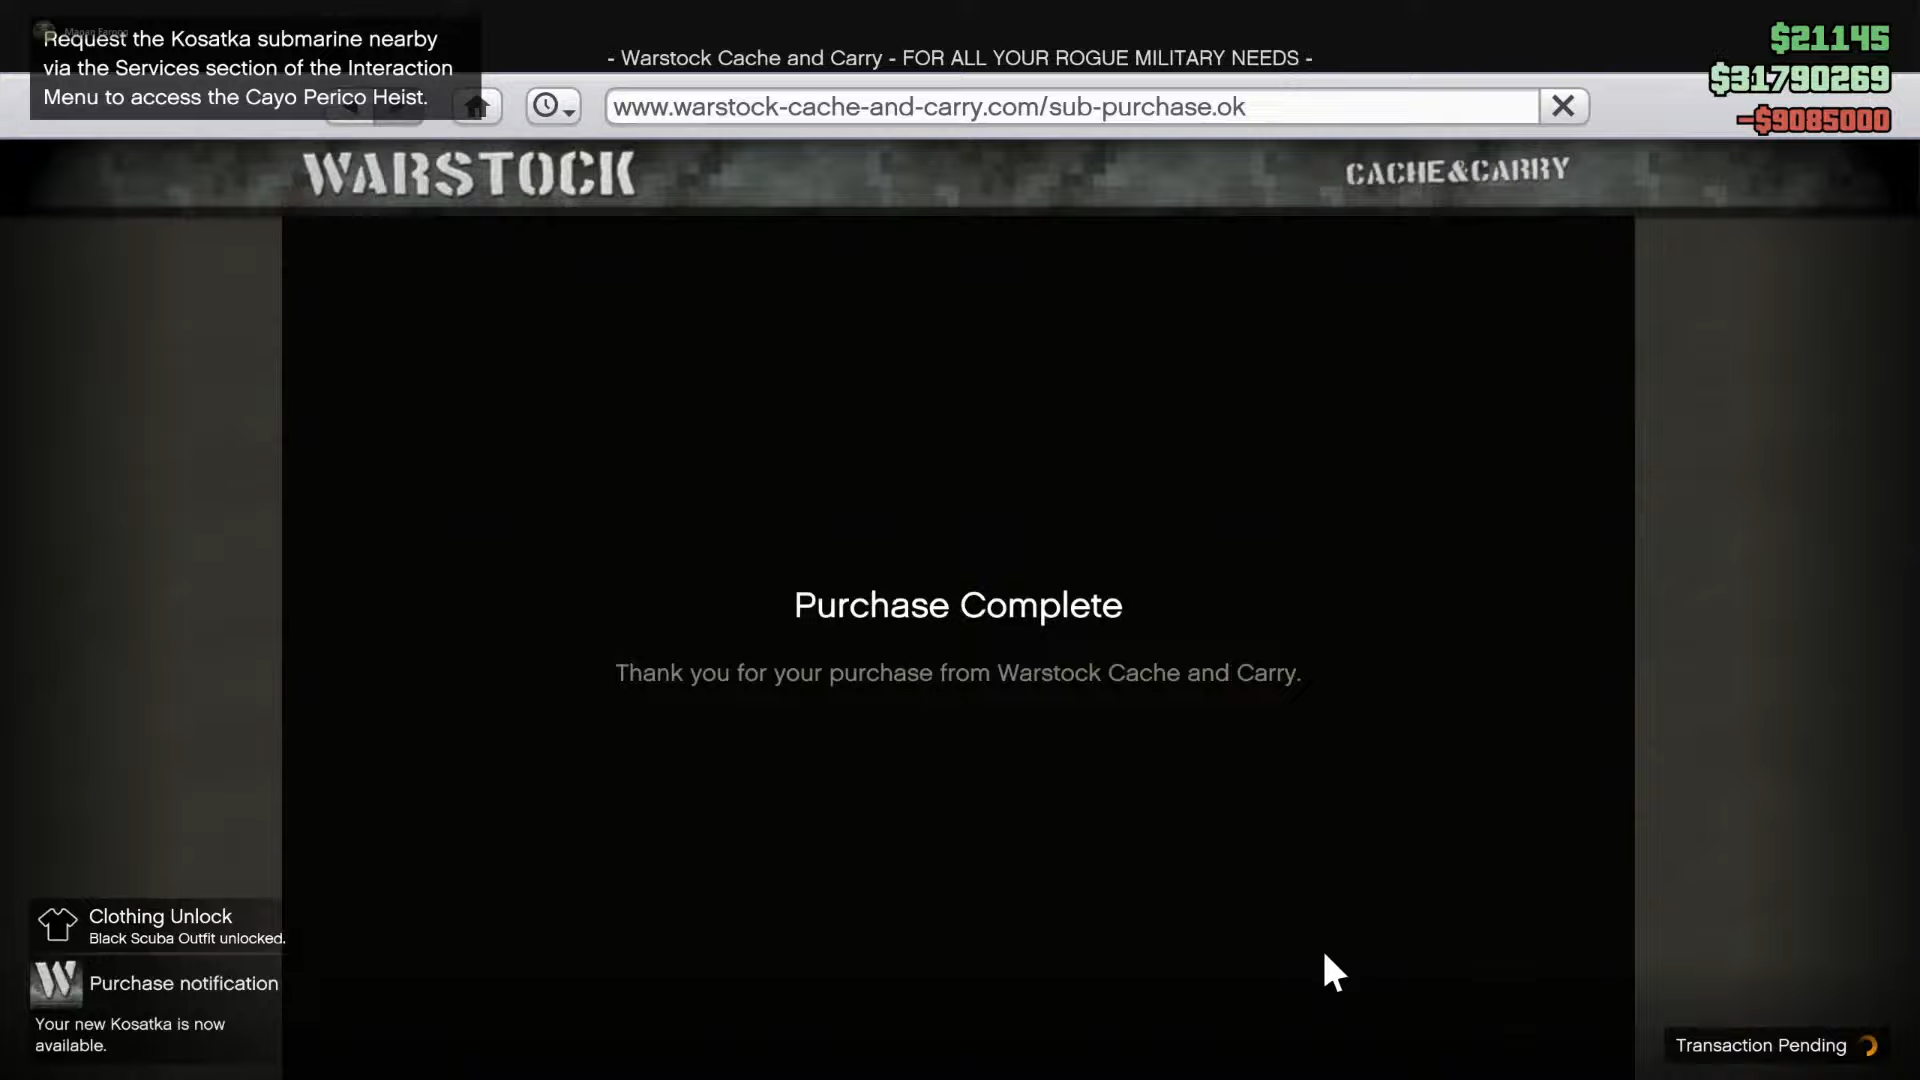 Request the Kosatka submarine nearby
via the Services section of the Interaction
Menu to access the Cayo Perico Heist.
- Warstock Cache and Carry - FOR ALL YOUR ROGUE MILITARY NEEDS -
$21145
$31790269
-$9085000
www.warstock-cache-and-carry.com/sub-purchase.ok
WARSTOCK
CACHE&CARRY
Purchase Complete
Thank you for your purchase from Warstock Cache and Carry.
Clothing Unlock
Black Scuba Outfit unlocked.
W
Purchase notification
Your new Kosatka is now
available.
Transaction Pending